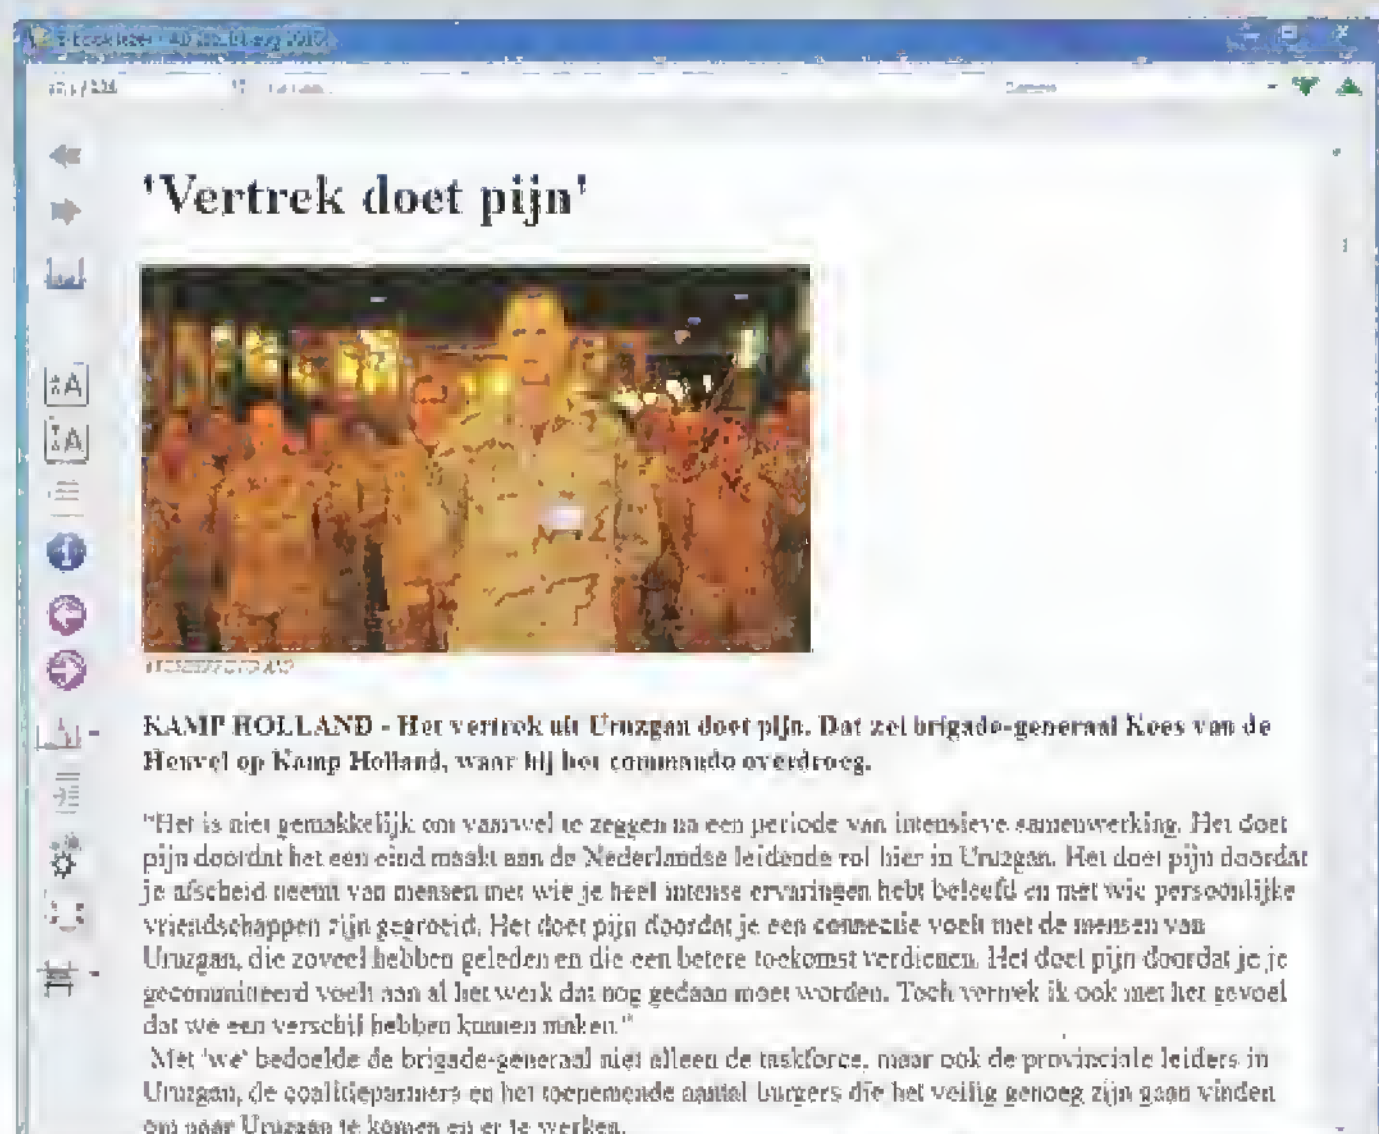 'Vertrek doet pijn'
KAMP HOLLAND - Het vertrek uit Uruzgan doet pijn. Dat zei brigade-generaal Kees van de
Heuvel op Kamp Holland, waar hij het commando overdroeg.
"Het is niet gemakkelijk om vaarwel te zeggen na een periode van intensieve samenwerking. Het doet
pijn doordat het een eind maakt aan de Nederlandse leidende rol hier in Uruzgan. Het doet pijn doordat
je afscheid neemt van mensen met wie je heel intense ervaringen hebt beleefd en met wie persoonlijke
vriendschappen zijn gegroeid. Het doet pijn doordat je een connectie voelt met de mensen van
Uruzgan, die zoveel hebben geleden en die een betere toekomst verdienen. Het doet pijn doordat je je
gecommitteerd voelt aan al het werk dat nog gedaan moet worden. Toch vertrek ik ook met het gevoel
dat we een verschil hebben kunnen maken."
Met 'we' bedoelde de brigade-generaal niet alleen de taskforce, maar ook de provinciale leiders in
Uruzgan, de coalitiepartners en het toenemende aantal burgers die het veilig genoeg zijn gaan vinden
om naar Uruzgan te komen en er te werken.